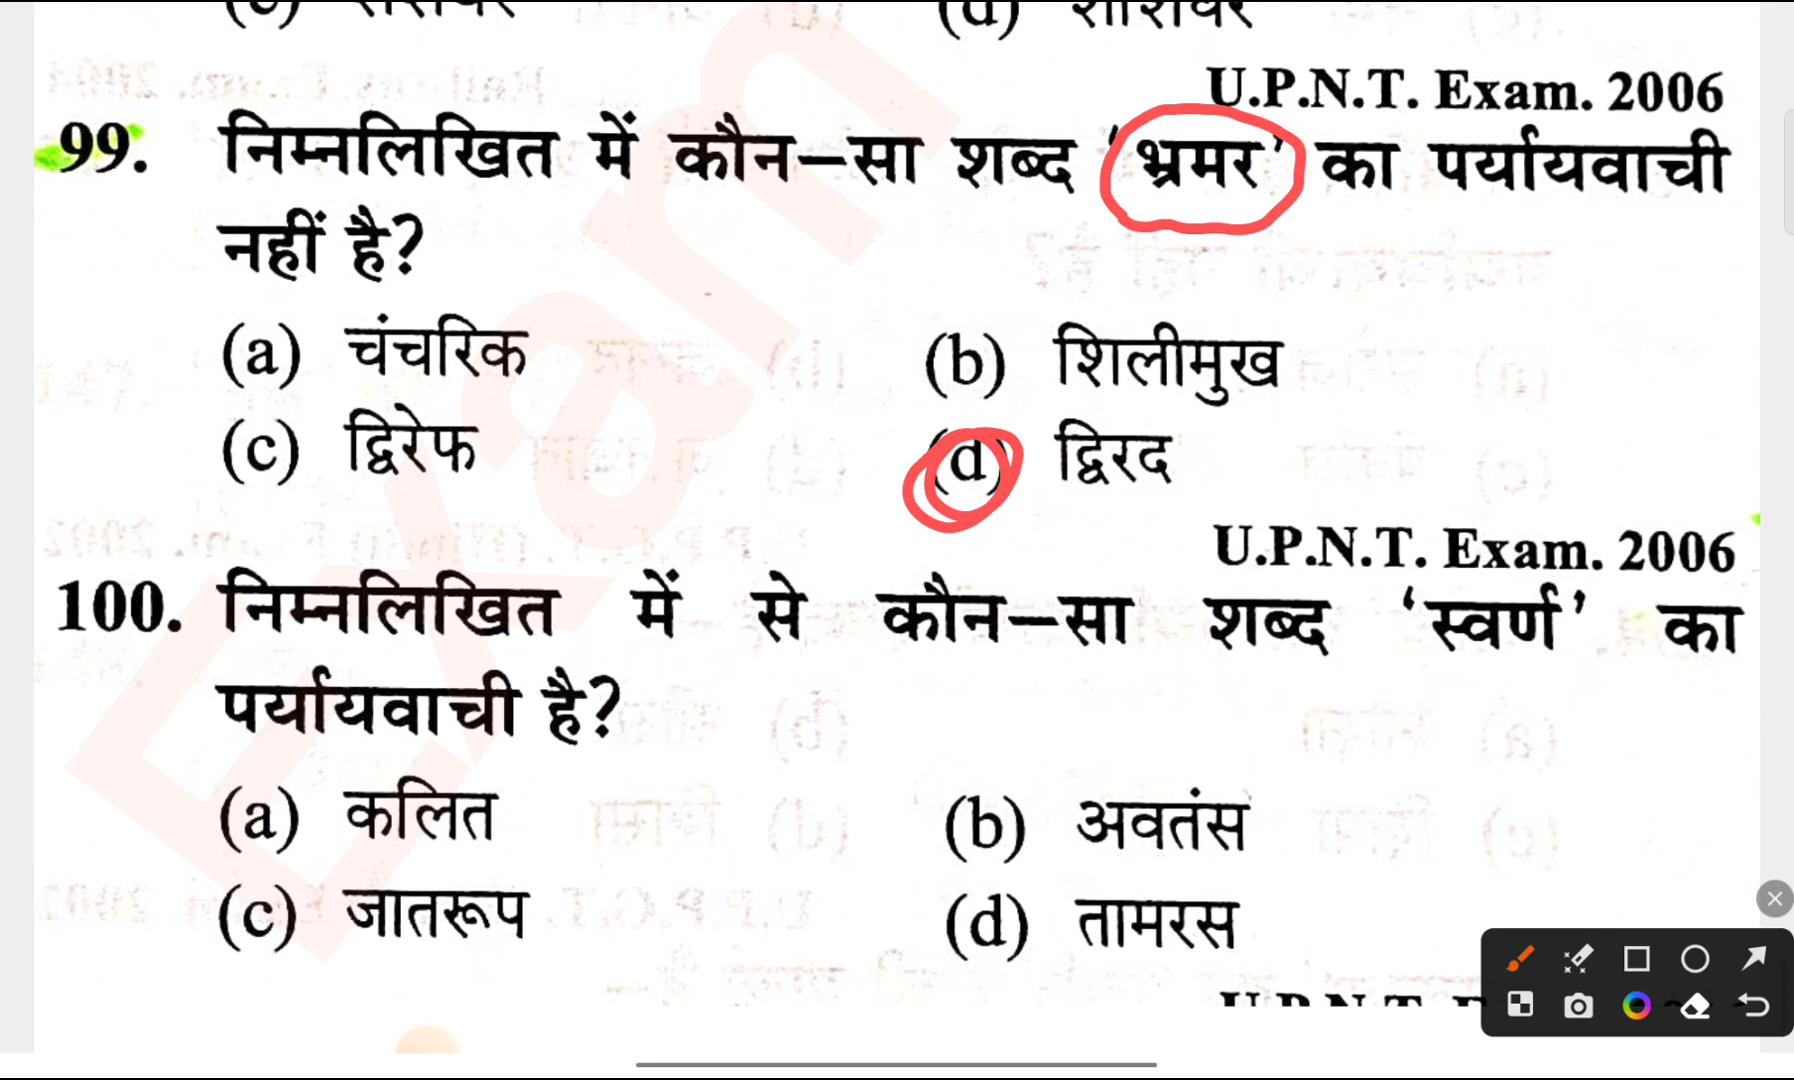 U.P.N.T. Exam. 2006
99. निम्नलिखित में कौन–सा शब्द ‘भ्रमर’ का पर्यायवाची
नहीं है?
(a) चंचरिक (b) शिलीमुख
(c) द्विरेफ (d) द्विरद
U.P.N.T. Exam. 2006
100. निम्नलिखित में से कौन–सा शब्द ‘स्वर्ण’ का
पर्यायवाची है?
(a) कलित (b) अवतंस
(c) जातरूप (d) तामरस
Exam